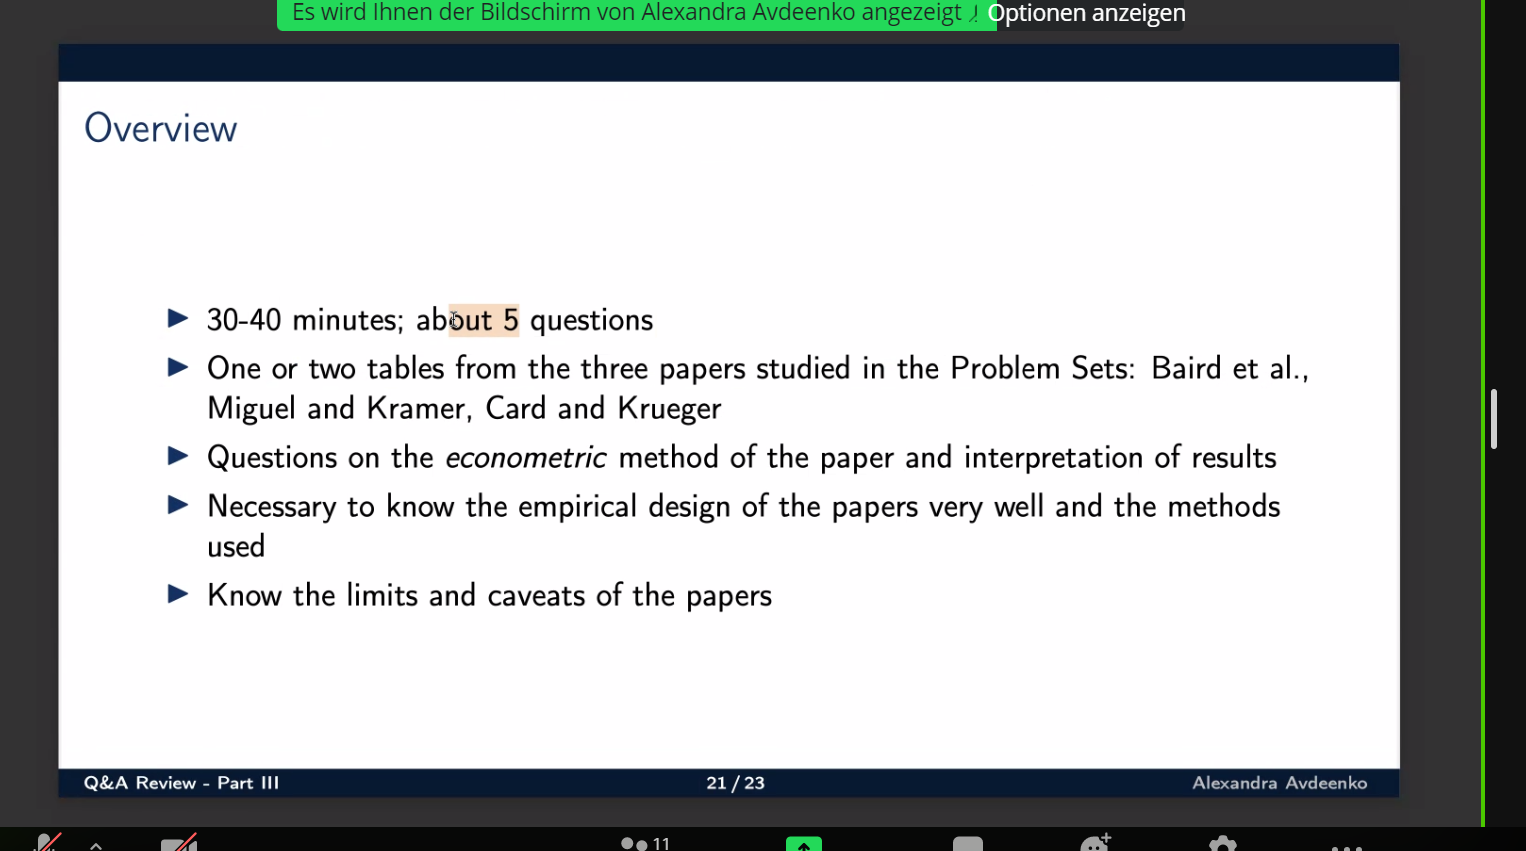 Es wird Ihnen der Bildschirm von Alexandra Avdeenko angezeigt
Optionen anzeigen
Overview
30-40 minutes; about 5 questions
One or two tables from the three papers studied in the Problem Sets: Baird et al.,
Miguel and Kramer, Card and Krueger
Questions on the econometric method of the paper and interpretation of results
Necessary to know the empirical design of the papers very well and the methods
used
Know the limits and caveats of the papers
Q&A Review - Part III
21 / 23
Alexandra Avdeenko
11